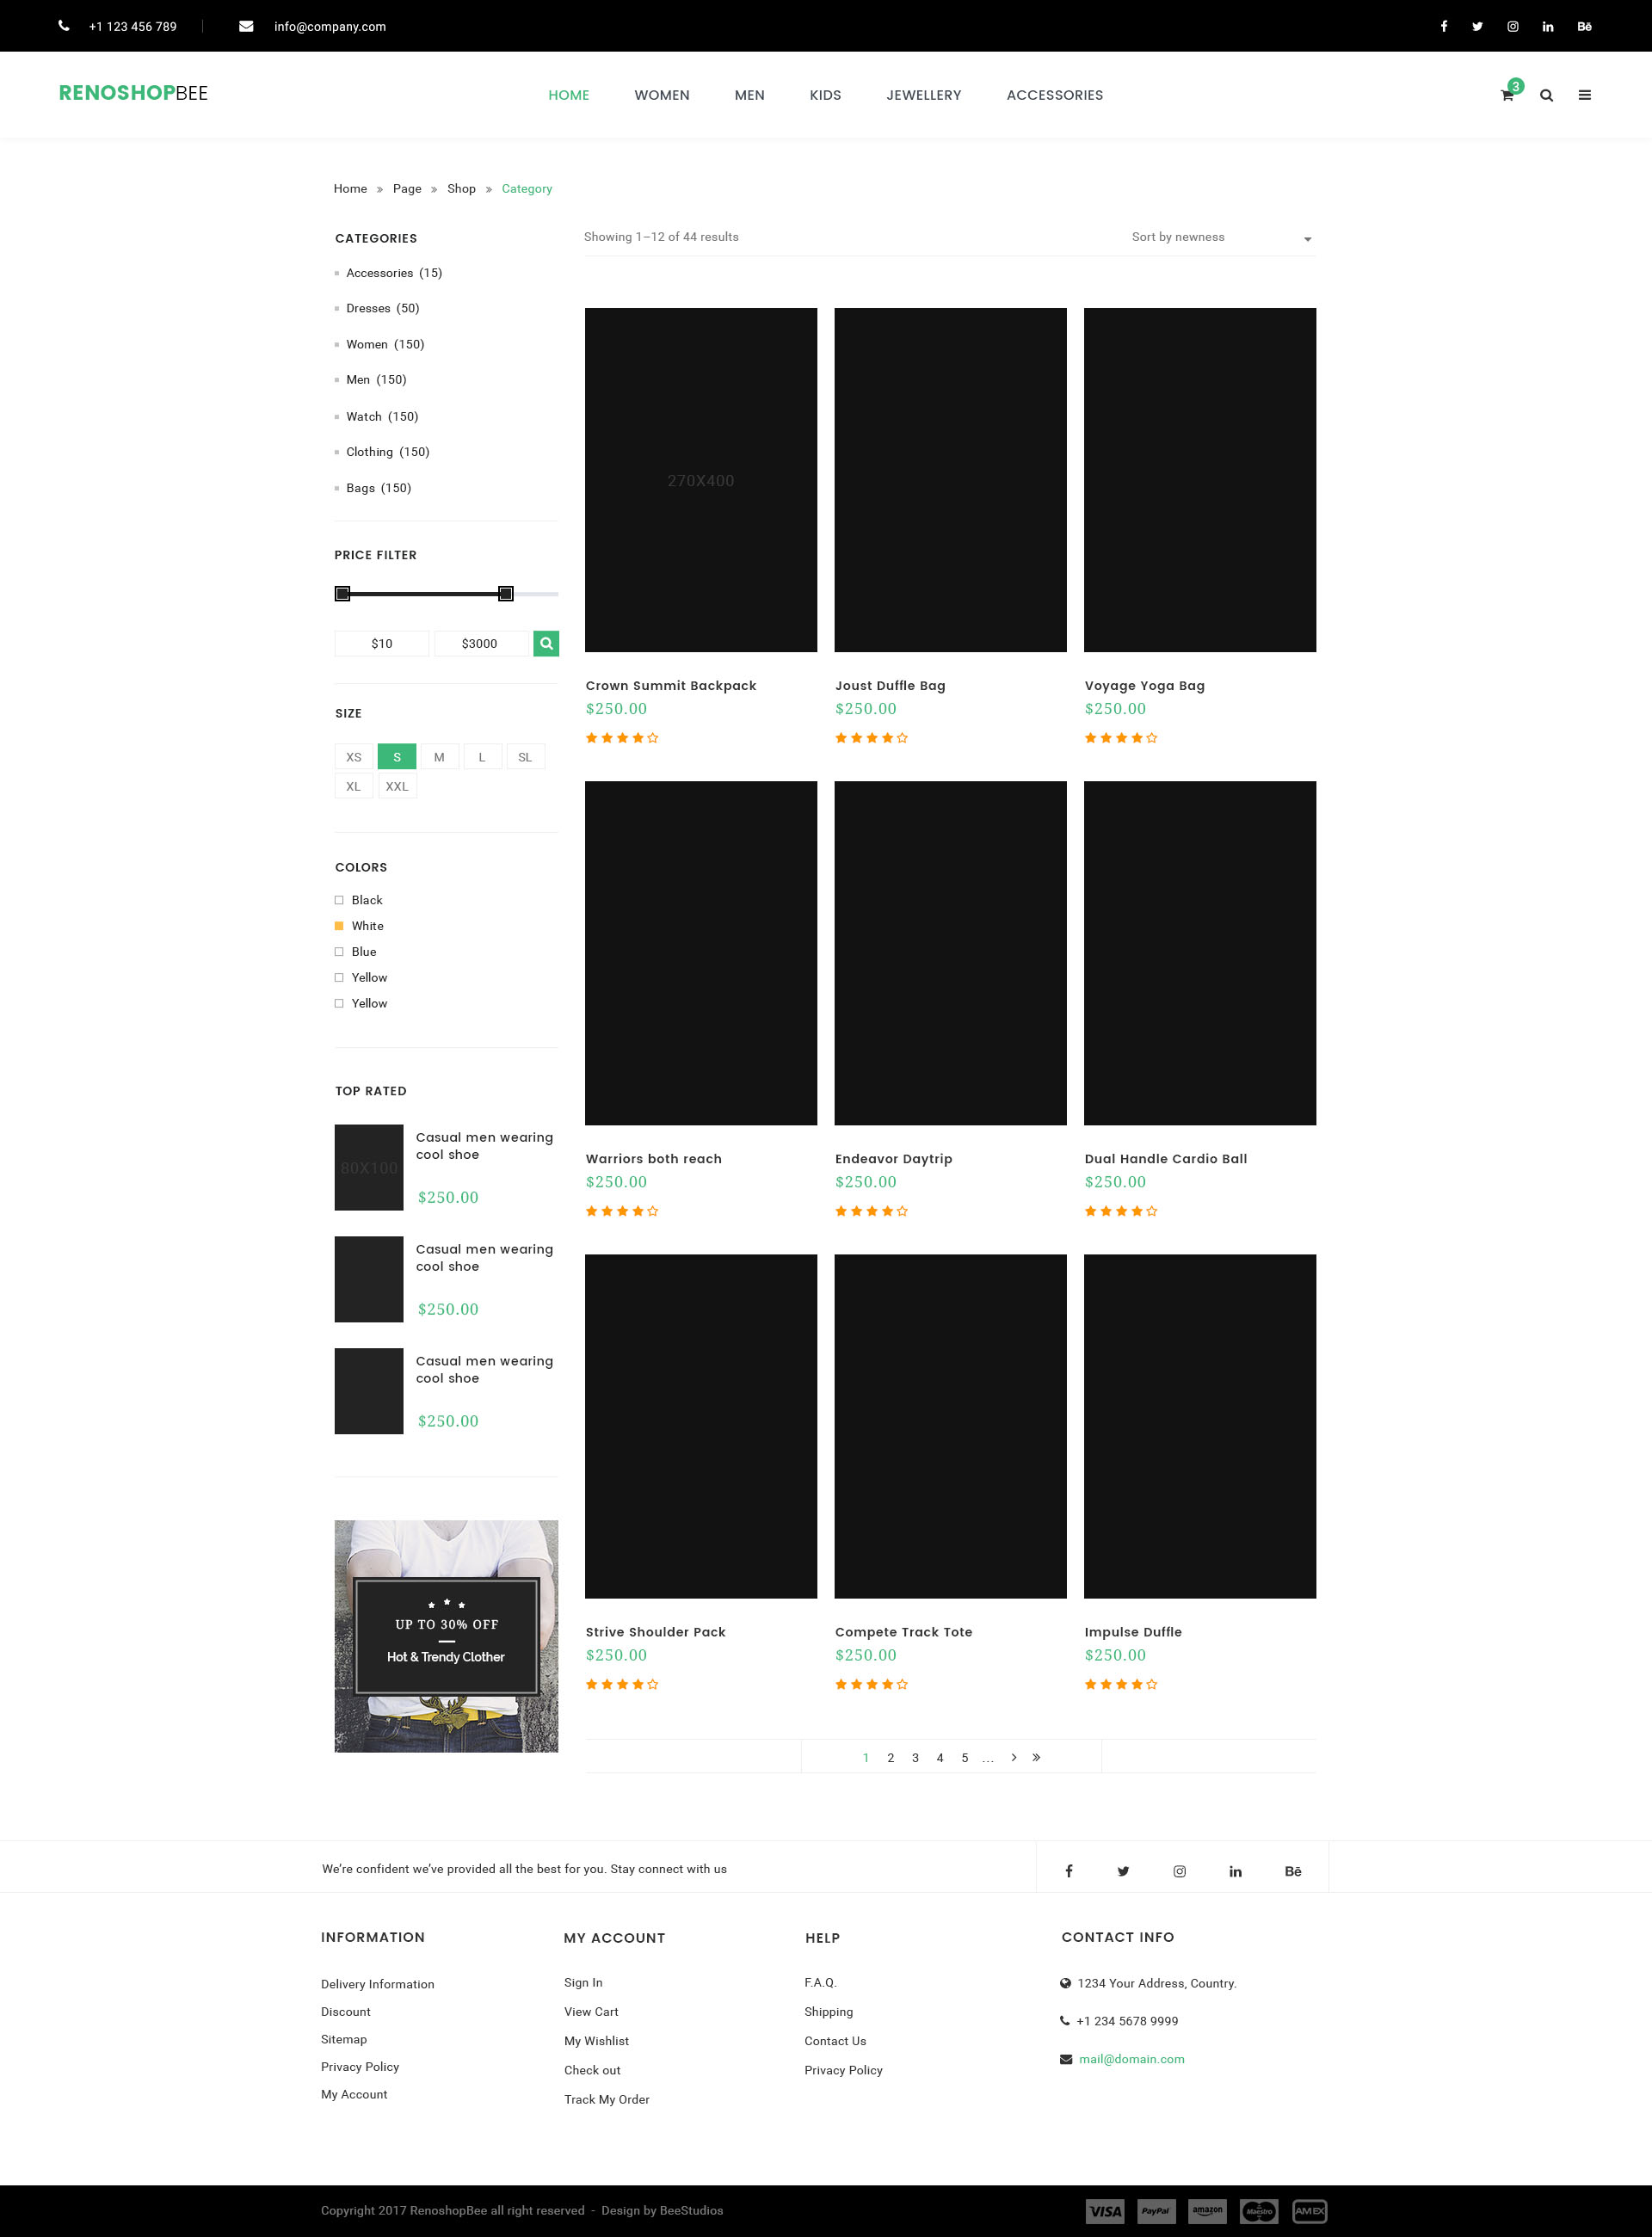 +1 123 456 789 info@company.com
RENOSHOPBEE
HOME WOMEN MEN KIDS JEWELLERY ACCESSORIES
3
Home » Page » Shop » Category
CATEGORIES
Accessories (15)
Dresses (50)
Women (150)
Men (150)
Watch (150)
Clothing (150)
Bags (150)
PRICE FILTER
$10 $3000
SIZE
XS S M L SL
XL XXL
COLORS
Black
White
Blue
Yellow
Yellow
TOP RATED
80X100
Casual men wearing
cool shoe
$250.00
Casual men wearing
cool shoe
$250.00
Casual men wearing
cool shoe
$250.00
UP TO 30% OFF
Hot & Trendy Clother
Showing 1–12 of 44 results
Sort by newness
270X400
Crown Summit Backpack
$250.00
Joust Duffle Bag
$250.00
Voyage Yoga Bag
$250.00
Warriors both reach
$250.00
Endeavor Daytrip
$250.00
Dual Handle Cardio Ball
$250.00
Strive Shoulder Pack
$250.00
Compete Track Tote
$250.00
Impulse Duffle
$250.00
1 2 3 4 5 ... › »
We’re confident we’ve provided all the best for you. Stay connect with us
INFORMATION
Delivery Information
Discount
Sitemap
Privacy Policy
My Account
MY ACCOUNT
Sign In
View Cart
My Wishlist
Check out
Track My Order
HELP
F.A.Q.
Shipping
Contact Us
Privacy Policy
CONTACT INFO
1234 Your Address, Country.
+1 234 5678 9999
mail@domain.com
Copyright 2017 RenoshopBee all right reserved - Design by BeeStudios
VISA PayPal amazon Maestro AMEX